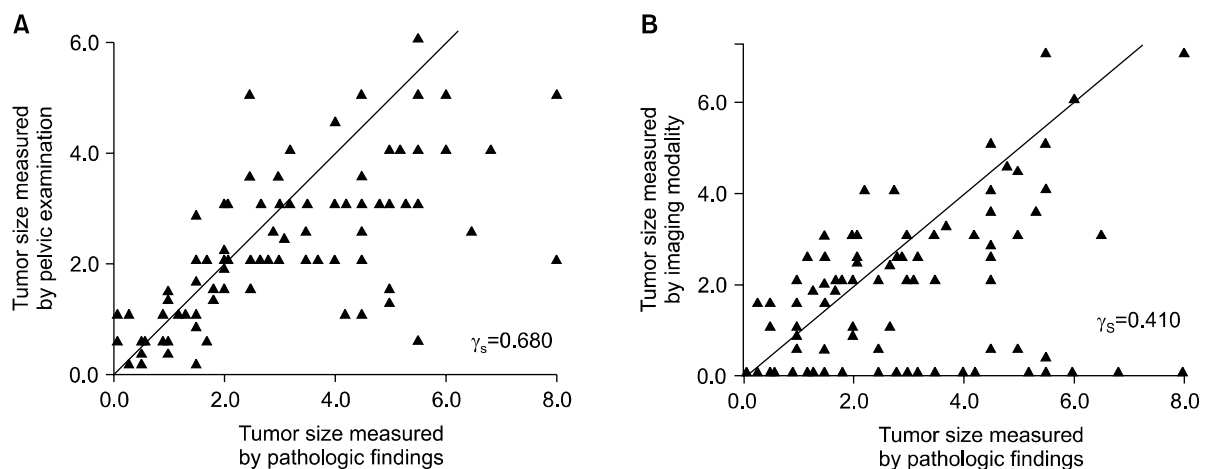 A
Tumor size measured
by pelvic examination
6.0
4.0
2.0
0.0
0.0 2.0 4.0 6.0 8.0
γs=0.680
Tumor size measured
by pathologic findings
B
Tumor size measured
by imaging modality
6.0
4.0
2.0
0.0
0.0 2.0 4.0 6.0 8.0
γs=0.410
Tumor size measured
by pathologic findings